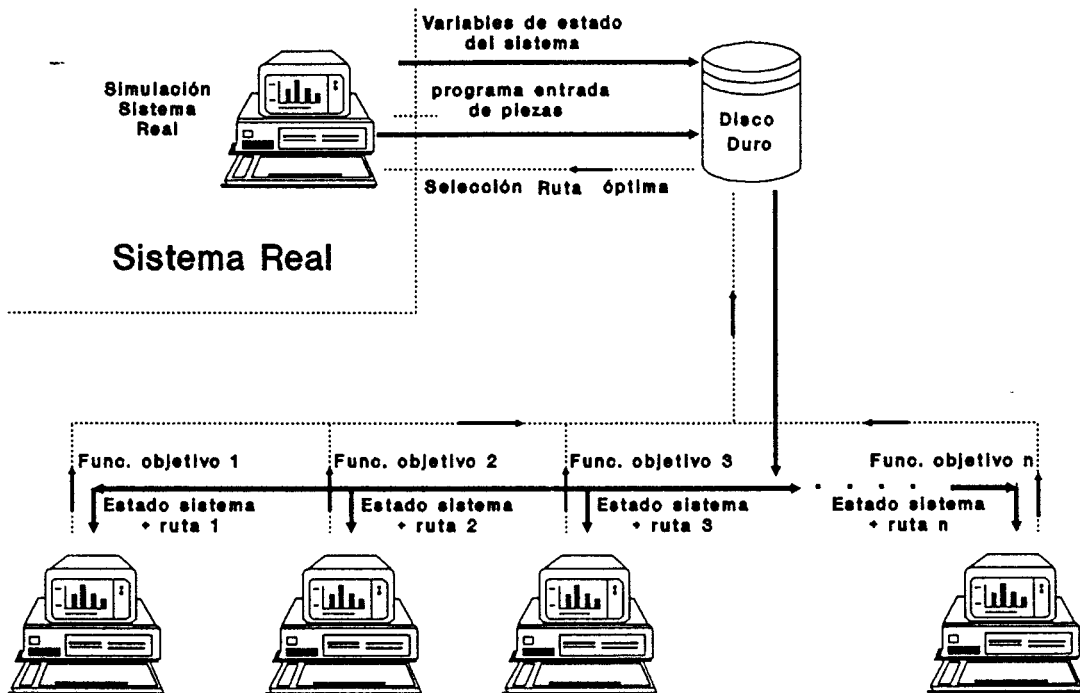 Variables de estado
del sistema
Simulación
Sistema
Real
programa entrada
de piezas
Disco
Duro
Selección Ruta óptima
Sistema Real
Func. objetivo 1
Func. objetivo 2
Func. objetivo 3
Func. objetivo n
Estado sistema
+ ruta 1
Estado sistema
+ ruta 2
Estado sistema
+ ruta 3
Estado sistema
+ ruta n